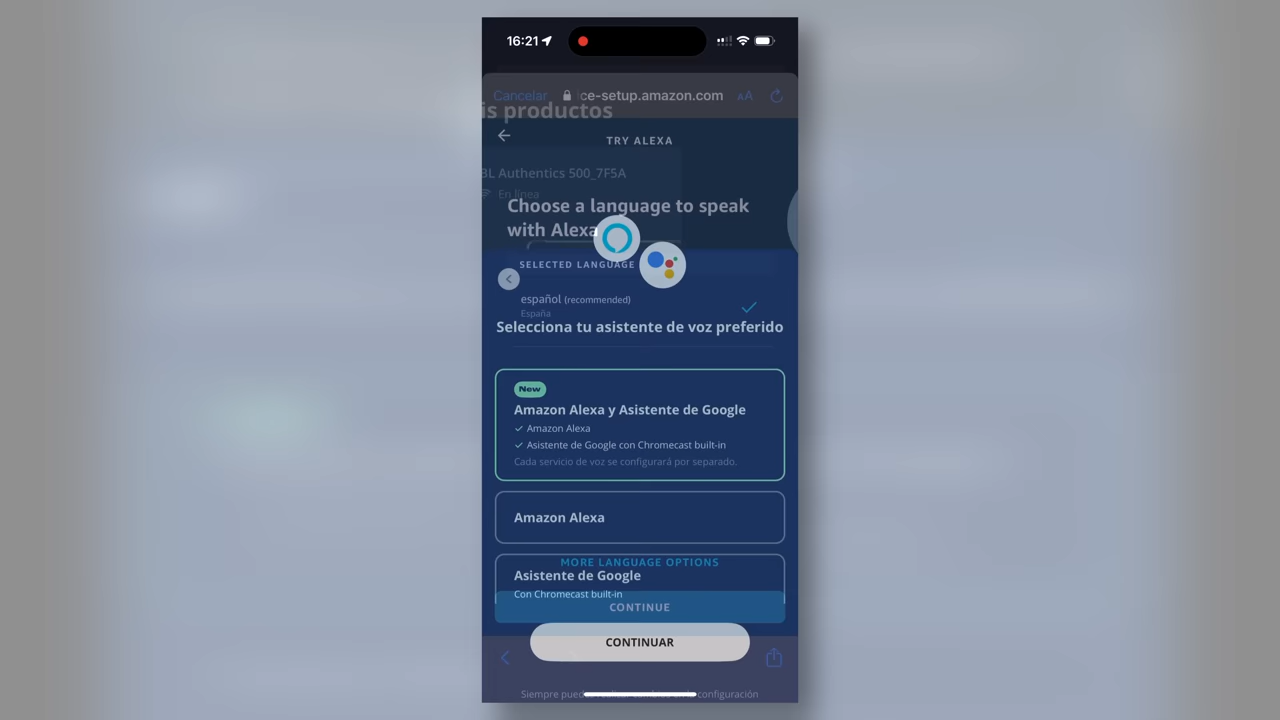 16:21
Cancelar
ce-setup.amazon.com
AA
is productos
TRY ALEXA
BL Authentics 500_7F5A
En línea
Choose a language to speak
with Alexa
SELECTED LANGUAGE
español (recommended)
España
Selecciona tu asistente de voz preferido
New
Amazon Alexa y Asistente de Google
Amazon Alexa
Asistente de Google con Chromecast built-in
Cada servicio de voz se configurará por separado.
Amazon Alexa
MORE LANGUAGE OPTIONS
Asistente de Google
Con Chromecast built-in
CONTINUE
CONTINUAR
Siempre configuración